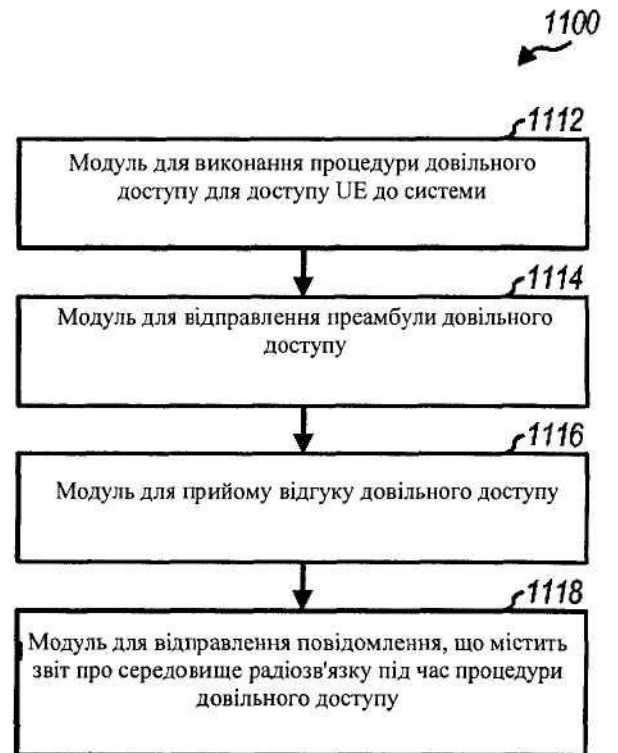 1100
1112
Модуль для виконання процедури довільного
доступу для доступу UE до системи
1114
Модуль для відправлення преамбули довільного
доступу
1116
Модуль для прийому відгуку довільного доступу
1118
Модуль для відправлення повідомлення, що містить
звіт про середовище радіозв'язку під час процедури
довільного доступу